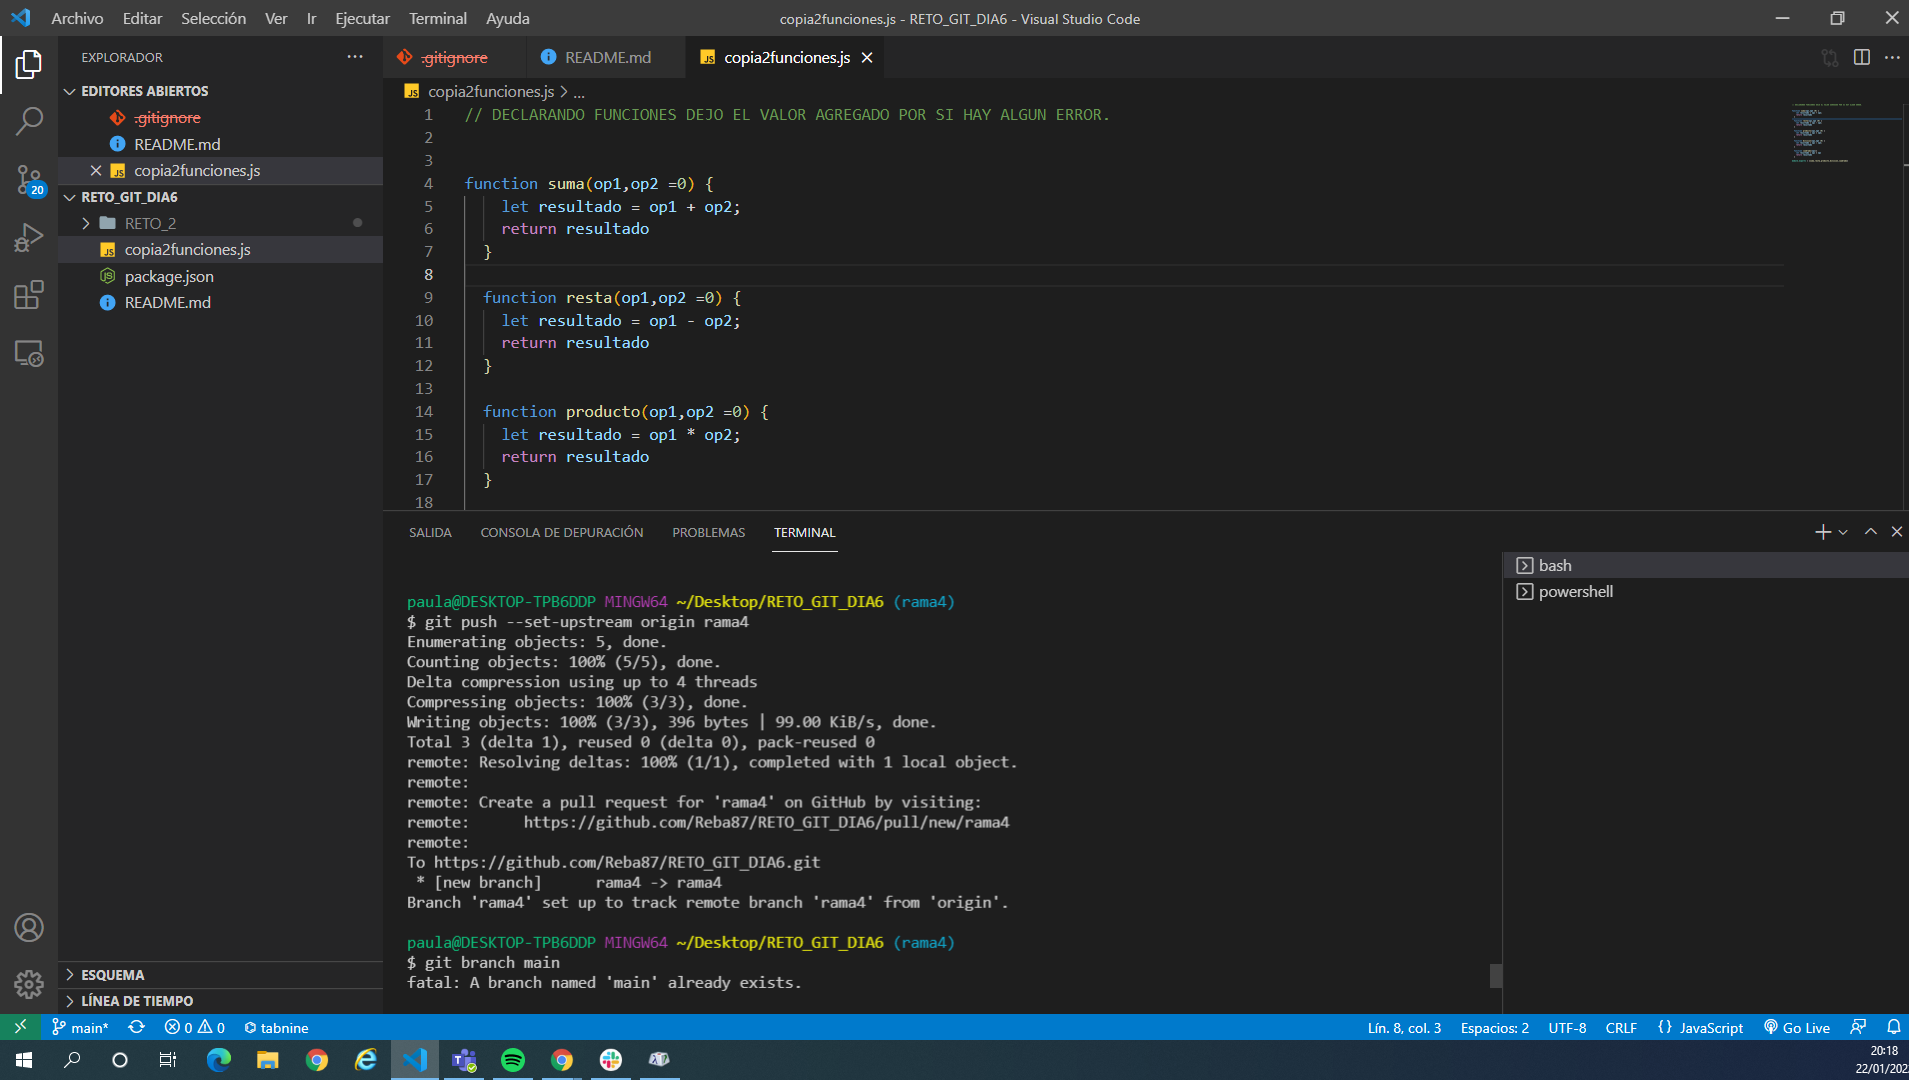 Archivo Editar Selección Ver Ir Ejecutar Terminal Ayuda
copia2funciones.js - RETO_GIT_DIA6 - Visual Studio Code
EXPLORADOR
EDITORES ABIERTOS
.gitignore
README.md
copia2funciones.js
RETO_GIT_DIA6
RETO_2
copia2funciones.js
package.json
README.md
20
ESQUEMA
LÍNEA DE TIEMPO
.gitignore README.md copia2funciones.js
copia2funciones.js > ...
1 // DECLARANDO FUNCIONES DEJO EL VALOR AGREGADO POR SI HAY ALGUN ERROR.
2
3
4 function suma(op1,op2 =0) {
5 let resultado = op1 + op2;
6 return resultado
7 }
8
9 function resta(op1,op2 =0) {
10 let resultado = op1 - op2;
11 return resultado
12 }
13
14 function producto(op1,op2 =0) {
15 let resultado = op1 * op2;
16 return resultado
17 }
18
SALIDA CONSOLA DE DEPURACIÓN PROBLEMAS TERMINAL
bash
powershell
paula@DESKTOP-TPB6DDP MINGW64 ~/Desktop/RETO_GIT_DIA6 (rama4)
$ git push --set-upstream origin rama4
Enumerating objects: 5, done.
Counting objects: 100% (5/5), done.
Delta compression using up to 4 threads
Compressing objects: 100% (3/3), done.
Writing objects: 100% (3/3), 396 bytes | 99.00 KiB/s, done.
Total 3 (delta 1), reused 0 (delta 0), pack-reused 0
remote: Resolving deltas: 100% (1/1), completed with 1 local object.
remote:
remote: Create a pull request for 'rama4' on GitHub by visiting:
remote:      https://github.com/Reba87/RETO_GIT_DIA6/pull/new/rama4
remote:
To https://github.com/Reba87/RETO_GIT_DIA6.git
* [new branch]      rama4 -> rama4
Branch 'rama4' set up to track remote branch 'rama4' from 'origin'.
paula@DESKTOP-TPB6DDP MINGW64 ~/Desktop/RETO_GIT_DIA6 (rama4)
$ git branch main
fatal: A branch named 'main' already exists.
main* 0 0 tabnine
Lín. 8, col. 3 Espacios: 2 UTF-8 CRLF {} JavaScript Go Live
20:18
22/01/202